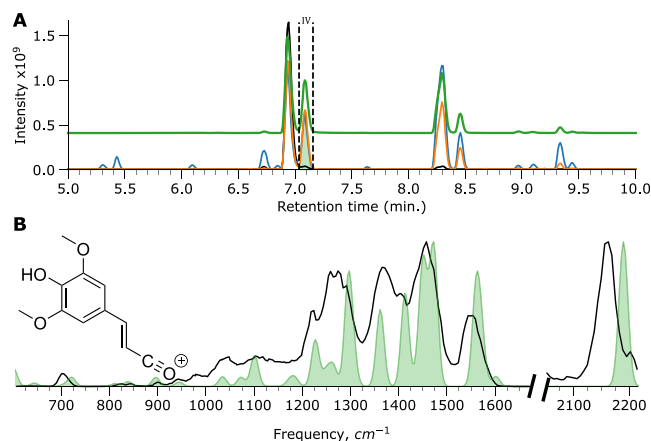 A
IV
Intensity x10⁹
1.5
1.0
0.5
0.0
5.0 5.5 6.0 6.5 7.0 7.5 8.0 8.5 9.0 9.5 10.0
Retention time (min.)
B
O
HO
O
C≡O ⊕
700 800 900 1000 1100 1200 1300 1400 1500 1600 2100 2200
Frequency, cm⁻¹